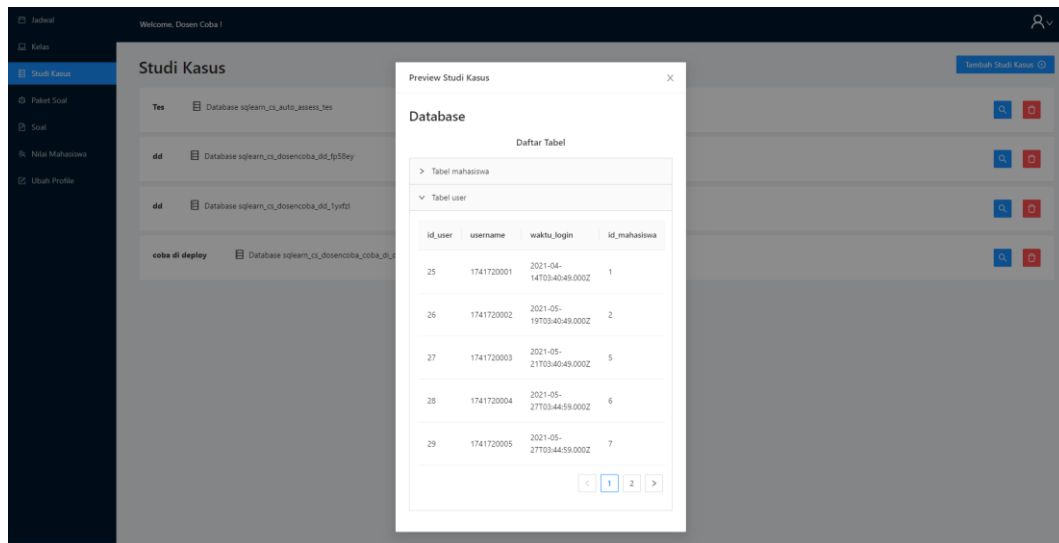 Jadwal
Welcome, Dosen Coba !
Kelas
Studi Kasus
Paket Soal
Soal
Nilai Mahasiswa
Ubah Profile
Studi Kasus
Tambah Studi Kasus
Tes Database sqlearn_cs_auto_assess_tes
dd Database sqlearn_cs_dosencoba_dd_fp58ey
dd Database sqlearn_cs_dosencoba_dd_1yxfzl
coba di deploy Database sqlearn_cs_dosencoba_coba_di_d
Preview Studi Kasus
Database
Daftar Tabel
Tabel mahasiswa
Tabel user
id_user username waktu_login id_mahasiswa
25 1741720001 2021-04-
14T03:40:49.000Z 1
26 1741720002 2021-05-
19T03:40:49.000Z 2
27 1741720003 2021-05-
21T03:40:49.000Z 5
28 1741720004 2021-05-
27T03:44:59.000Z 6
29 1741720005 2021-05-
27T03:44:59.000Z 7
< 1 2 >